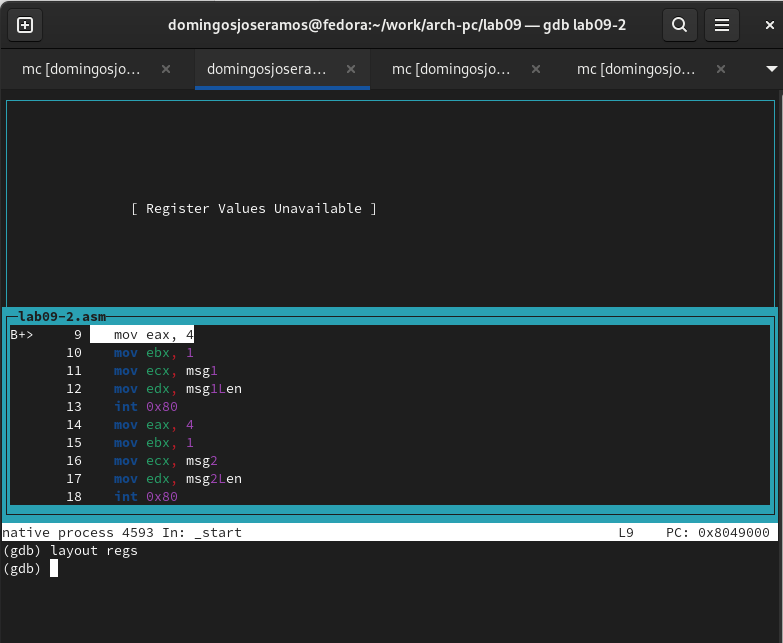 domingosjoseramos@fedora:~/work/arch-pc/lab09 — gdb lab09-2
mc [domingosjo… × domingosjosera… × mc [domingosjo… × mc [domingosjo… ×
[ Register Values Unavailable ]
lab09-2.asm
B+> 9 mov eax, 4
10 mov ebx, 1
11 mov ecx, msg1
12 mov edx, msg1Len
13 int 0x80
14 mov eax, 4
15 mov ebx, 1
16 mov ecx, msg2
17 mov edx, msg2Len
18 int 0x80
native process 4593 In: _start L9 PC: 0x8049000
(gdb) layout regs
(gdb)